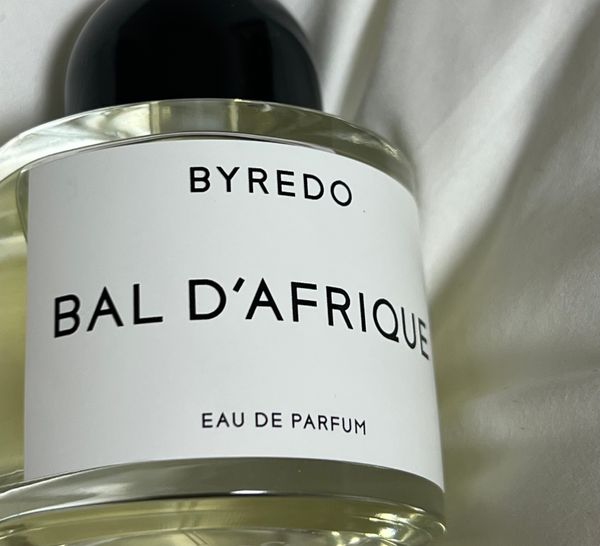 BYREDO
BAL D'AFRIQUE
EAU DE PARFUM